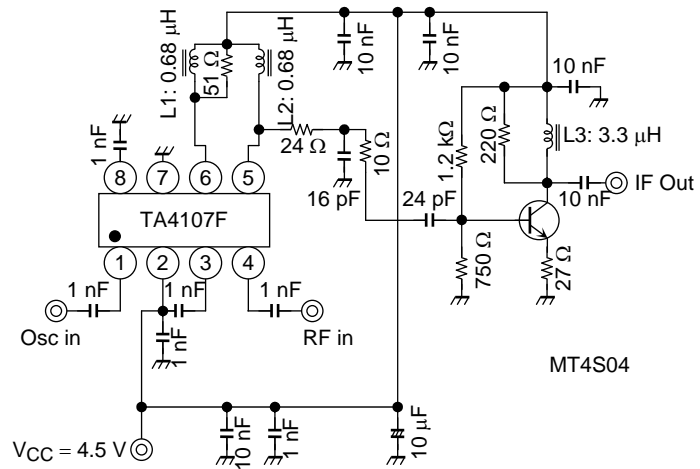 L1: 0.68 μH
51 Ω
L2: 0.68 μH
10 nF
10 nF
10 nF
1 nF
24 Ω
16 pF
10 Ω
24 pF
1.2 kΩ
220 Ω
L3: 3.3 μH
10 nF
IF Out
8
7
6
5
TA4107F
1
2
3
4
750 Ω
27 Ω
1 nF
1 nF
1 nF
Osc in
1 nF
RF in
MT4S04
VCC = 4.5 V
10 nF
1 nF
10 μF